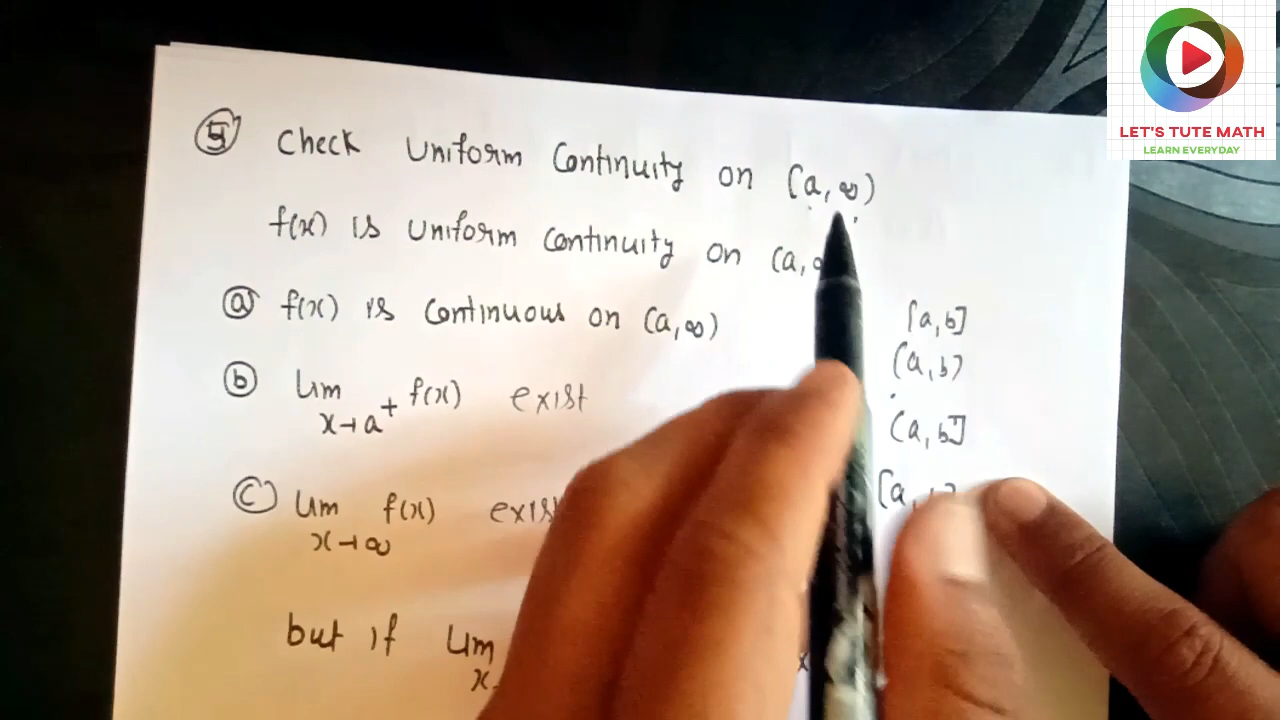 5 Check Uniform Continuity on (a, ∞)
f(x) is Uniform Continuity on (a,
(a) f(x) is Continuous on (a, ∞)
(b) lim f(x) exist
x→a+
(c) lim f(x) exist
x→∞
but if lim
[a, b]
(a, b)
(a, b]
[a,
LET'S TUTE MATH
LEARN EVERYDAY